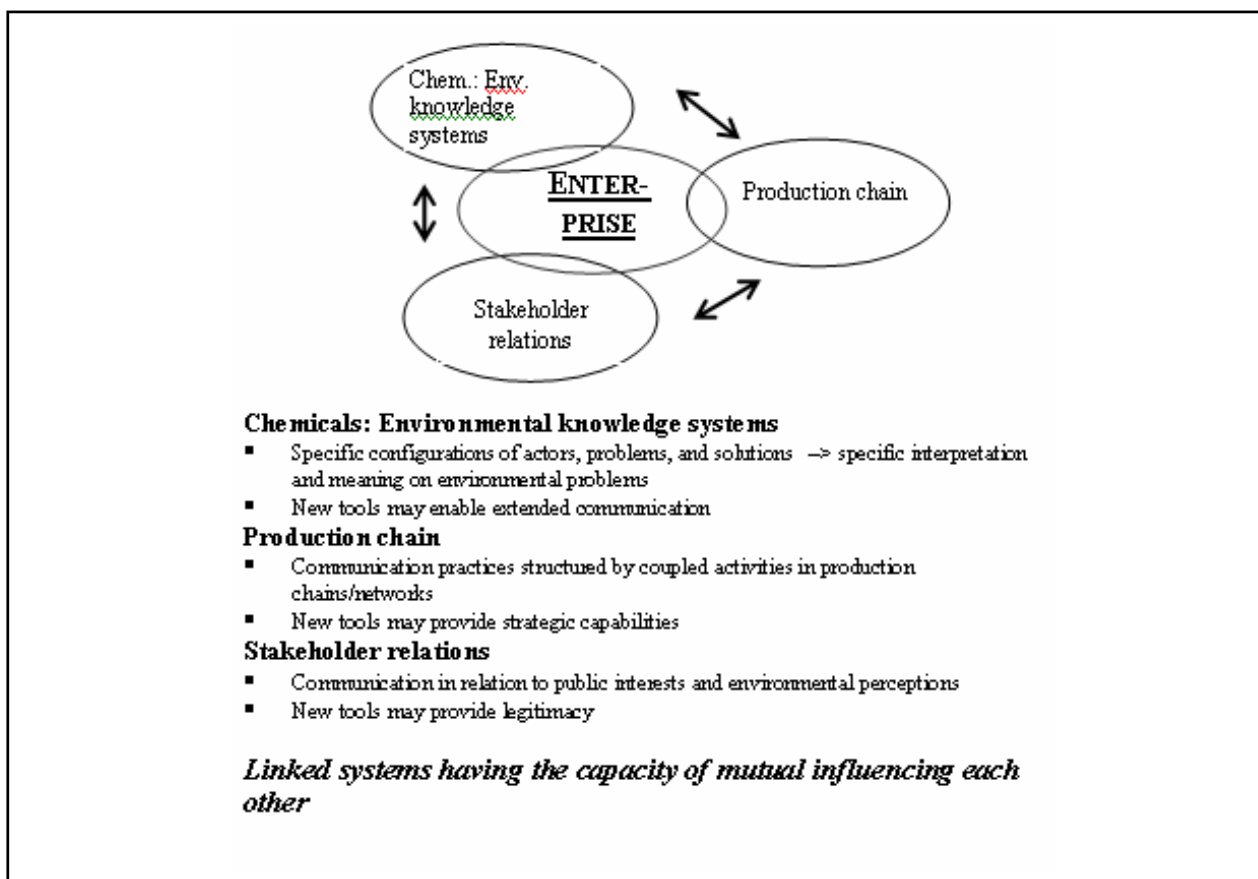 Chem.: Env.
knowledge
systems
ENTER-
PRISE
Production chain
Stakeholder
relations
Chemicals: Environmental knowledge systems
▪ Specific configurations of actors, problems, and solutions –> specific interpretation
and meaning on environmental problems
▪ New tools may enable extended communication
Production chain
▪ Communication practices structured by coupled activities in production
chains/networks
▪ New tools may provide strategic capabilities
Stakeholder relations
▪ Communication in relation to public interests and environmental perceptions
▪ New tools may provide legitimacy
Linked systems having the capacity of mutual influencing each
other